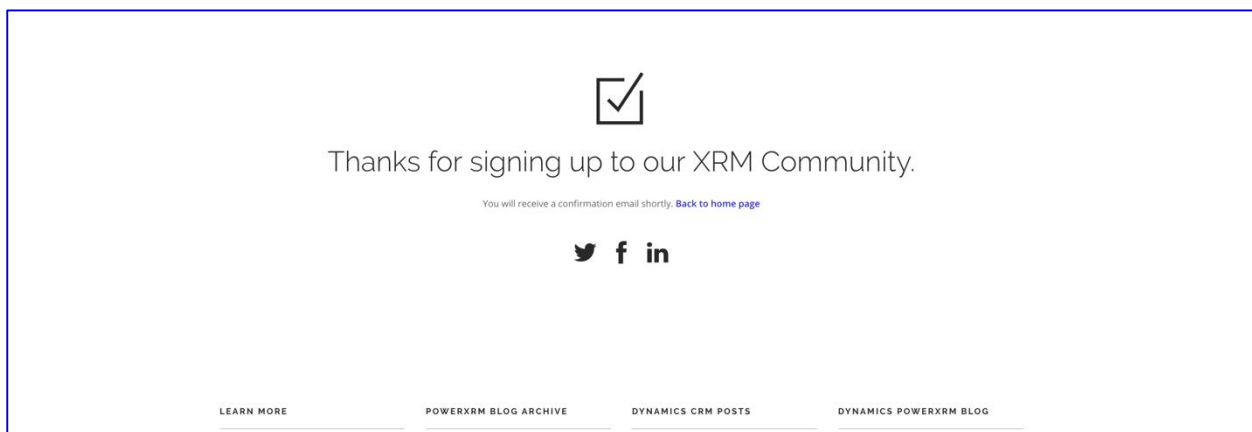 Thanks for signing up to our XRM Community.
You will receive a confirmation email shortly. Back to home page
LEARN MORE
POWERXRM BLOG ARCHIVE
DYNAMICS CRM POSTS
DYNAMICS POWERXRM BLOG